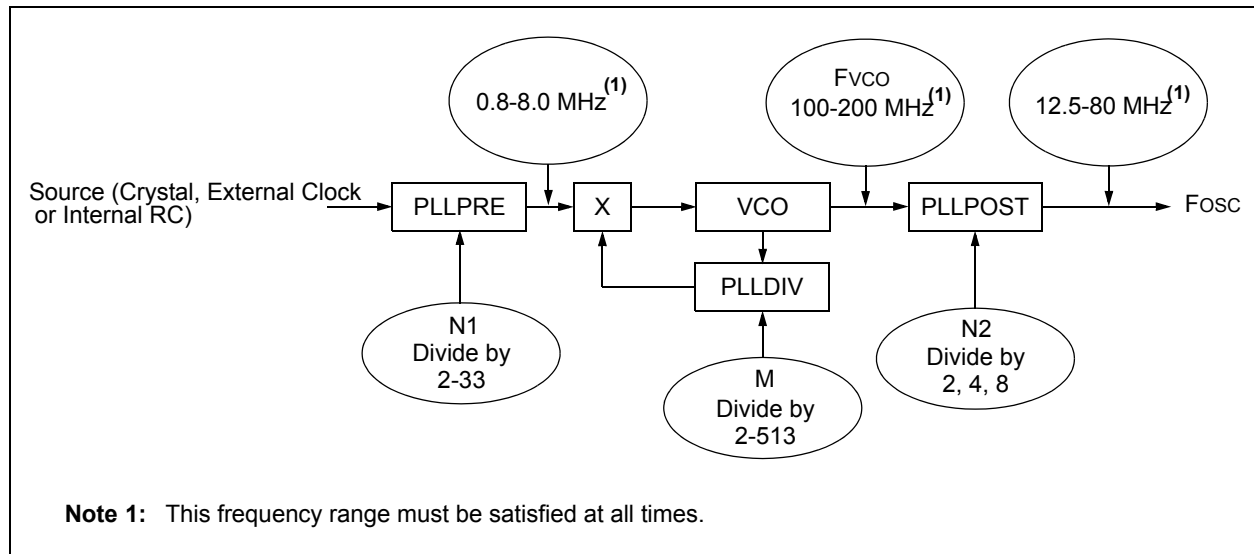 0.8-8.0 MHz(1)
FVCO
100-200 MHz(1)
12.5-80 MHz(1)
Source (Crystal, External Clock
or Internal RC)
PLLPRE
X
VCO
PLLPOST
FOSC
PLLDIV
N1
Divide by
2-33
M
Divide by
2-513
N2
Divide by
2, 4, 8
Note 1: This frequency range must be satisfied at all times.